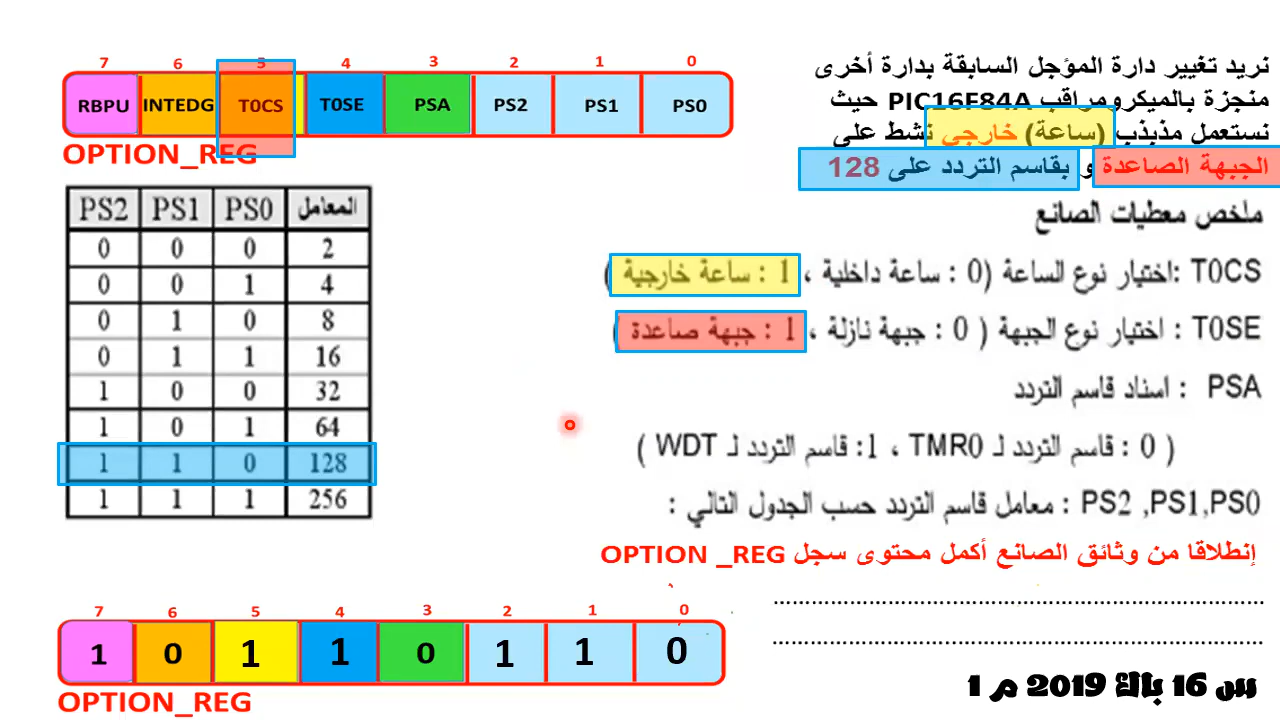 نريد تغيير دارة المؤجل السابقة بدارة أخرى
منجزة بالميكرومراقب PIC16F84A حيث
نستعمل مذبذب (ساعة) خارجي نشط على
الجبهة الصاعدة و بقاسم التردد على 128
7 6 5 4 3 2 1 0
RBPU INTEDG T0CS T0SE PSA PS2 PS1 PS0
OPTION_REG
ملخص معطيات الصانع
T0CS :اختيار نوع الساعة (0 : ساعة داخلية ، 1 : ساعة خارجية )
T0SE : اختيار نوع الجبهة ( 0 : جبهة نازلة ، 1 : جبهة صاعدة )
PSA : اسناد قاسم التردد
( 0 : قاسم التردد لـ TMR0 ، 1: قاسم التردد لـ WDT )
PS2 ,PS1,PS0 : معامل قاسم التردد حسب الجدول التالي :
PS2 PS1 PS0 المعامل
0 0 0 2
0 0 1 4
0 1 0 8
0 1 1 16
1 0 0 32
1 0 1 64
1 1 0 128
1 1 1 256
إنطلاقا من وثائق الصانع أكمل محتوى سجل OPTION _REG
7 6 5 4 3 2 1 0
1 0 1 1 0 1 1 0
OPTION_REG
س 16 باك 2019 م 1